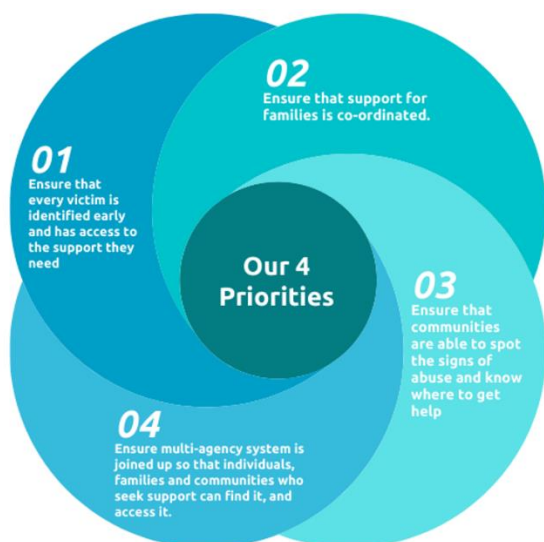 Our 4
Priorities
01
Ensure that
every victim is
identified early
and has access to
the support they
need
02
Ensure that support for
families is co-ordinated.
03
Ensure that
communities
are able to spot
the signs of
abuse and know
where to get
help
04
Ensure multi-agency system is
joined up so that individuals,
families and communities who
seek support can find it, and
access it.